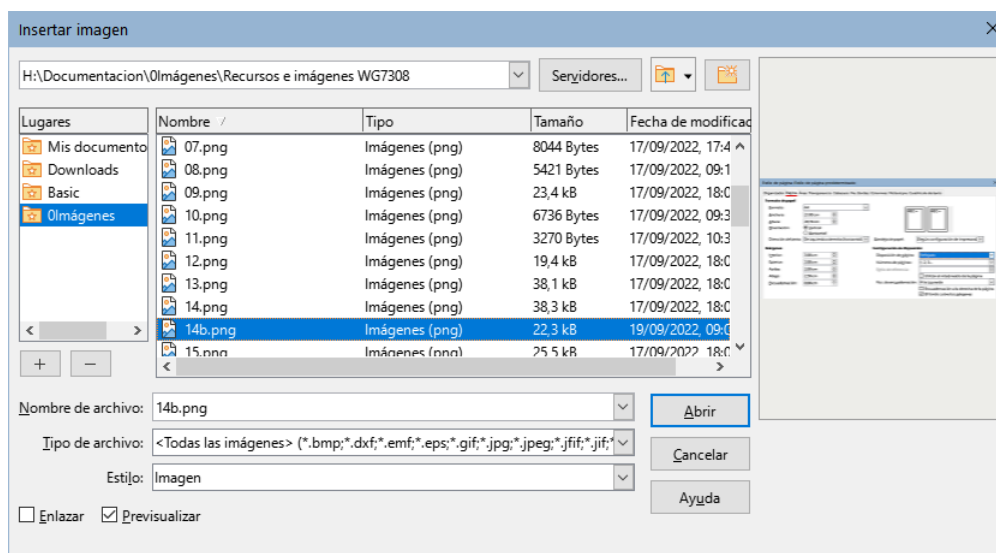 Insertar imagen
H:\Documentacion\0Imágenes\Recursos e imágenes WG7308
Servidores...
Lugares
Mis documento
Downloads
Basic
0Imágenes
Nombre Tipo Tamaño Fecha de modificac
07.png Imágenes (png) 8044 Bytes 17/09/2022, 17:4
08.png Imágenes (png) 5421 Bytes 17/09/2022, 09:1
09.png Imágenes (png) 23,4 kB 17/09/2022, 18:0
10.png Imágenes (png) 6736 Bytes 17/09/2022, 09:3
11.png Imágenes (png) 3270 Bytes 17/09/2022, 10:3
12.png Imágenes (png) 19,4 kB 17/09/2022, 18:0
13.png Imágenes (png) 38,1 kB 17/09/2022, 18:0
14.png Imágenes (png) 38,3 kB 17/09/2022, 18:0
14b.png Imágenes (png) 22,3 kB 19/09/2022, 09:0
15.png Imágenes (png) 25,5 kB 17/09/2022, 18:0
Nombre de archivo: 14b.png
Abrir
Tipo de archivo: <Todas las imágenes> (*.bmp;*.dxf;*.emf;*.eps;*.gif;*.jpg;*.jpeg;*.jfif;*.jif;*
Cancelar
Estilo: Imagen
Ayuda
Enlazar Previsualizar